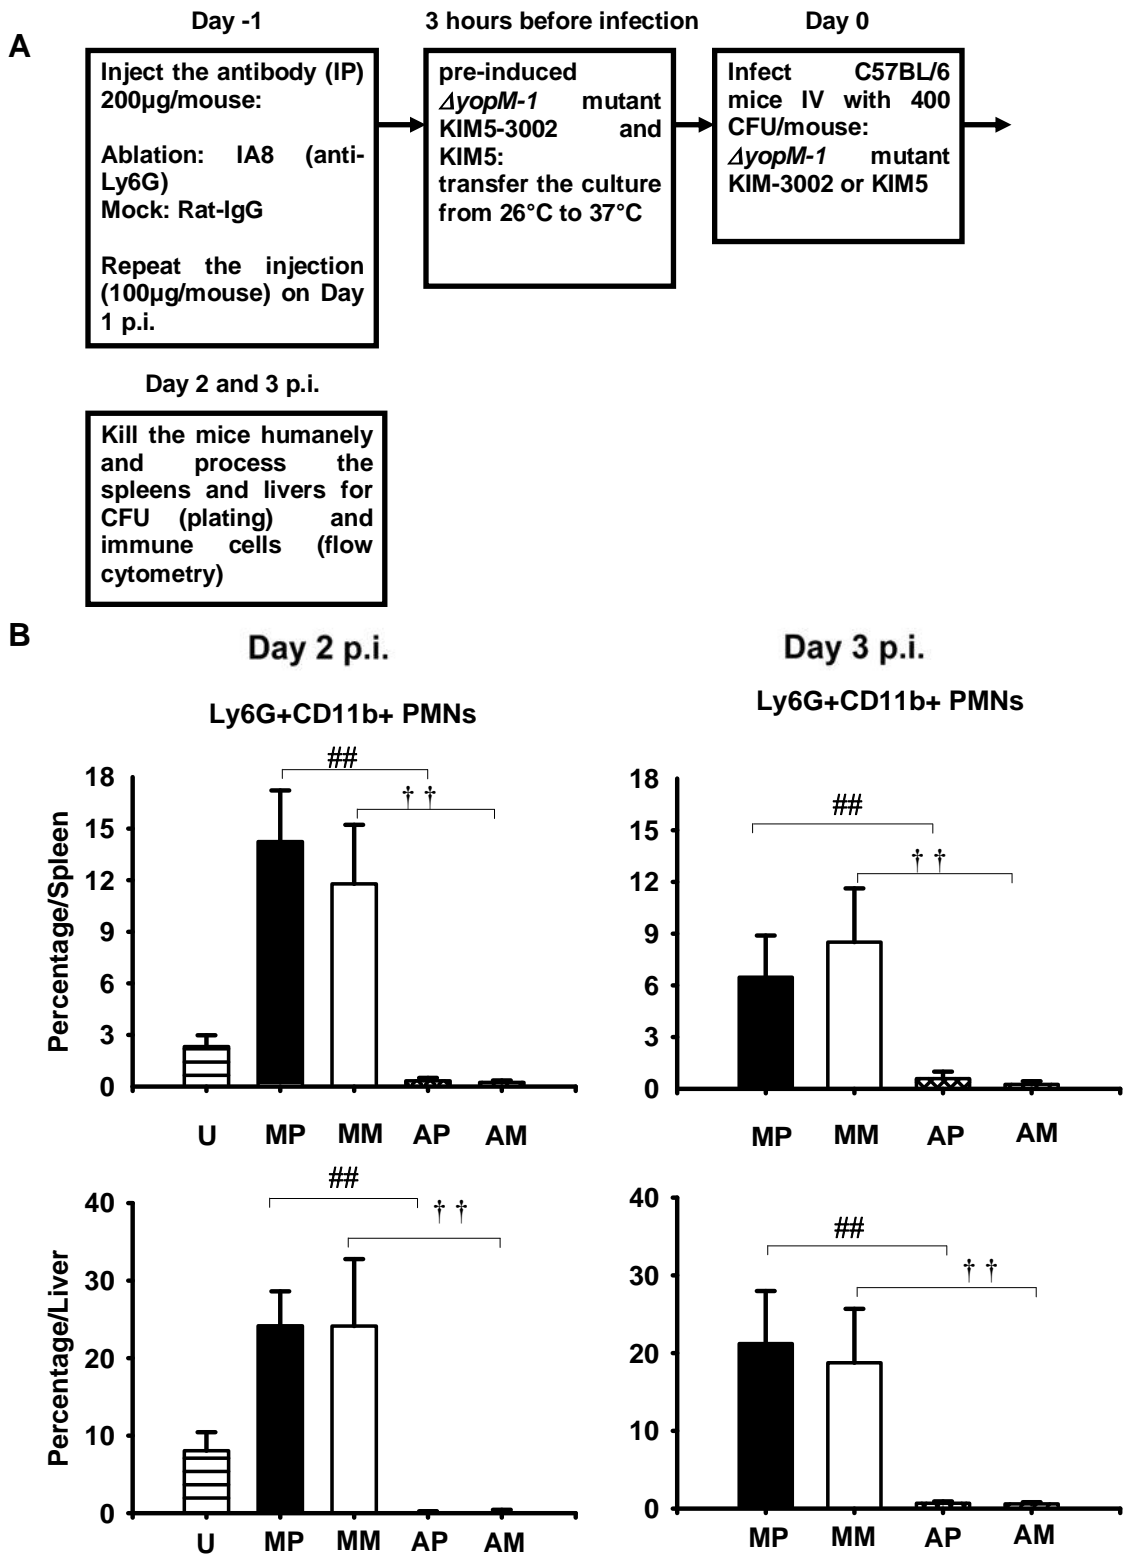 A
Day -1
3 hours before infection
Day 0
Inject the antibody (IP)
200µg/mouse:
Ablation: IA8 (anti-
Ly6G)
Mock: Rat-IgG
Repeat the injection
(100µg/mouse) on Day
1 p.i.
pre-induced
ΔyopM-1 mutant
KIM5-3002 and
KIM5:
transfer the culture
from 26°C to 37°C
Infect C57BL/6
mice IV with 400
CFU/mouse:
ΔyopM-1 mutant
KIM-3002 or KIM5
Day 2 and 3 p.i.
Kill the mice humanely
and process the
spleens and livers for
CFU (plating) and
immune cells (flow
cytometry)
B
Day 2 p.i.
Day 3 p.i.
Ly6G+CD11b+ PMNs
Ly6G+CD11b+ PMNs
Percentage/Spleen
18
15
12
9
6
3
0
##
† †
U MP MM AP AM
18
15
12
9
6
3
0
##
† †
MP MM AP AM
Percentage/Liver
40
30
20
10
0
##
† †
U MP MM AP AM
40
30
20
10
0
##
† †
MP MM AP AM